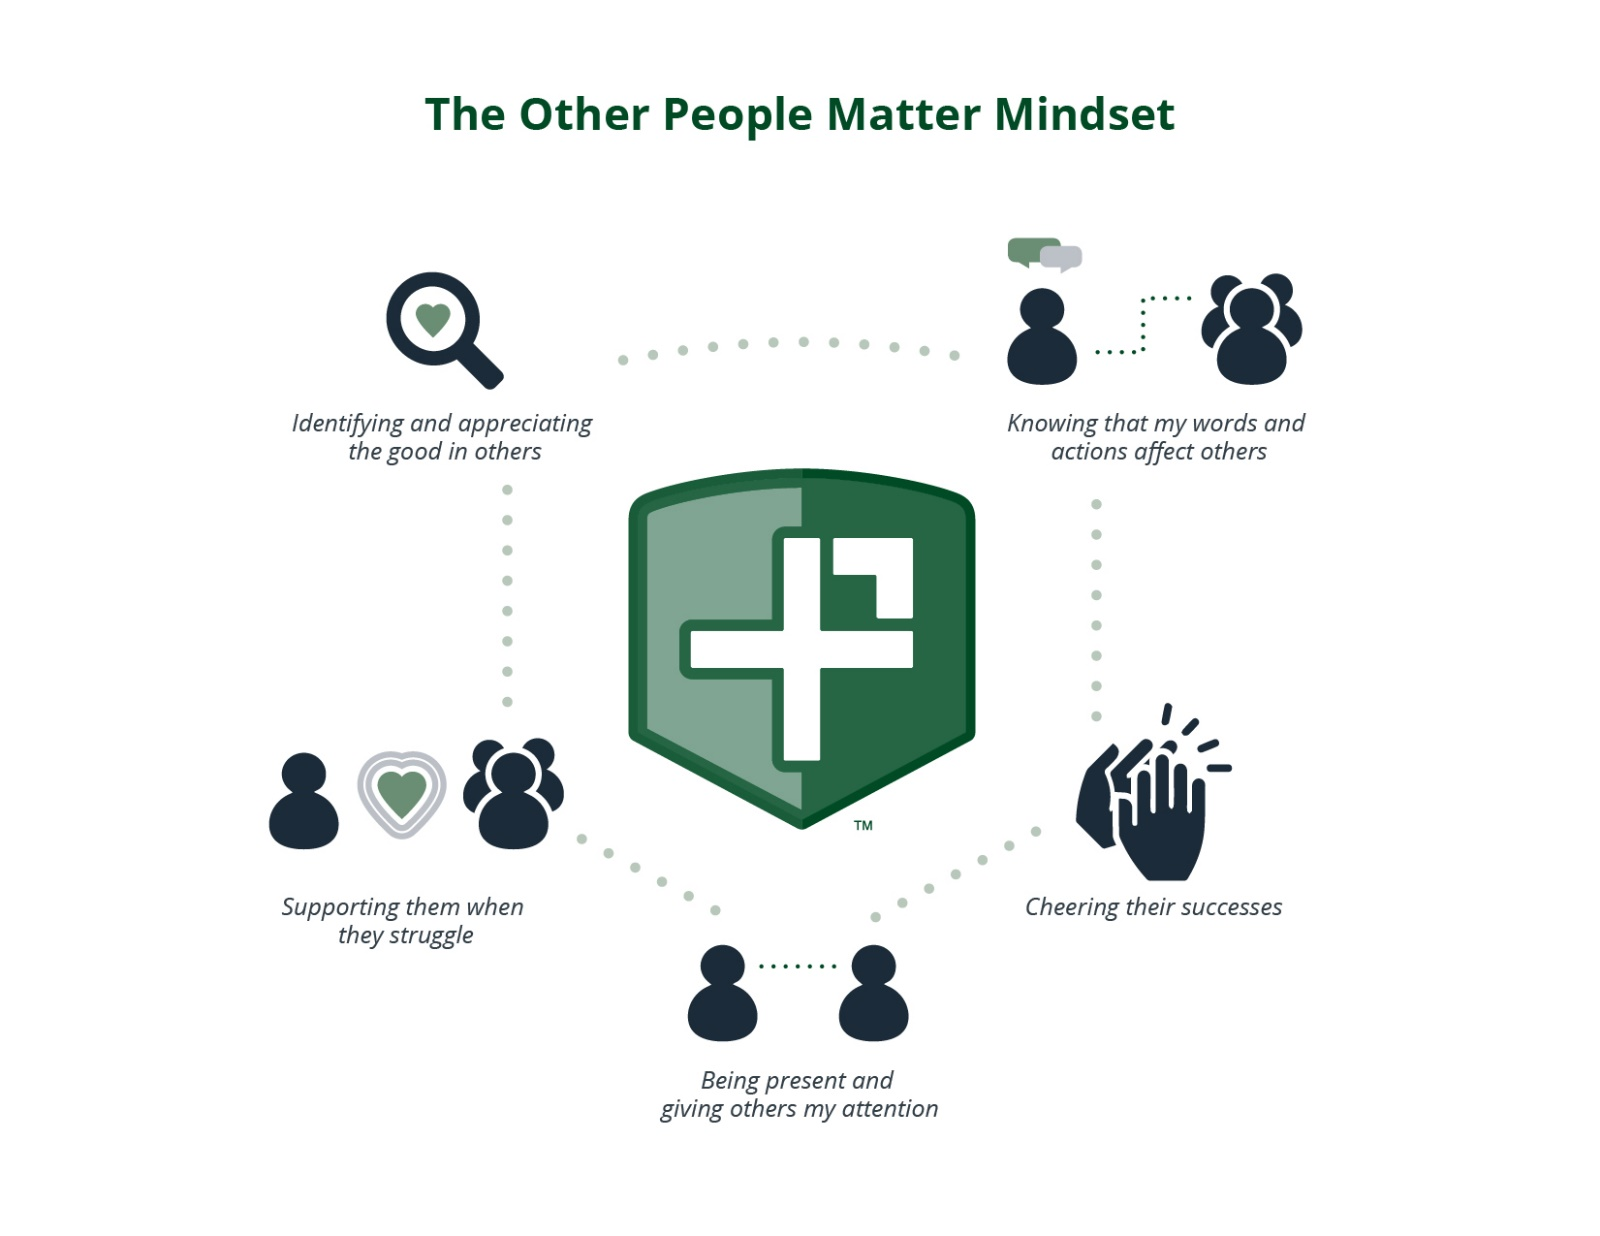 The Other People Matter Mindset
Identifying and appreciating
the good in others
Knowing that my words and
actions affect others
TM
Supporting them when
they struggle
Cheering their successes
Being present and
giving others my attention